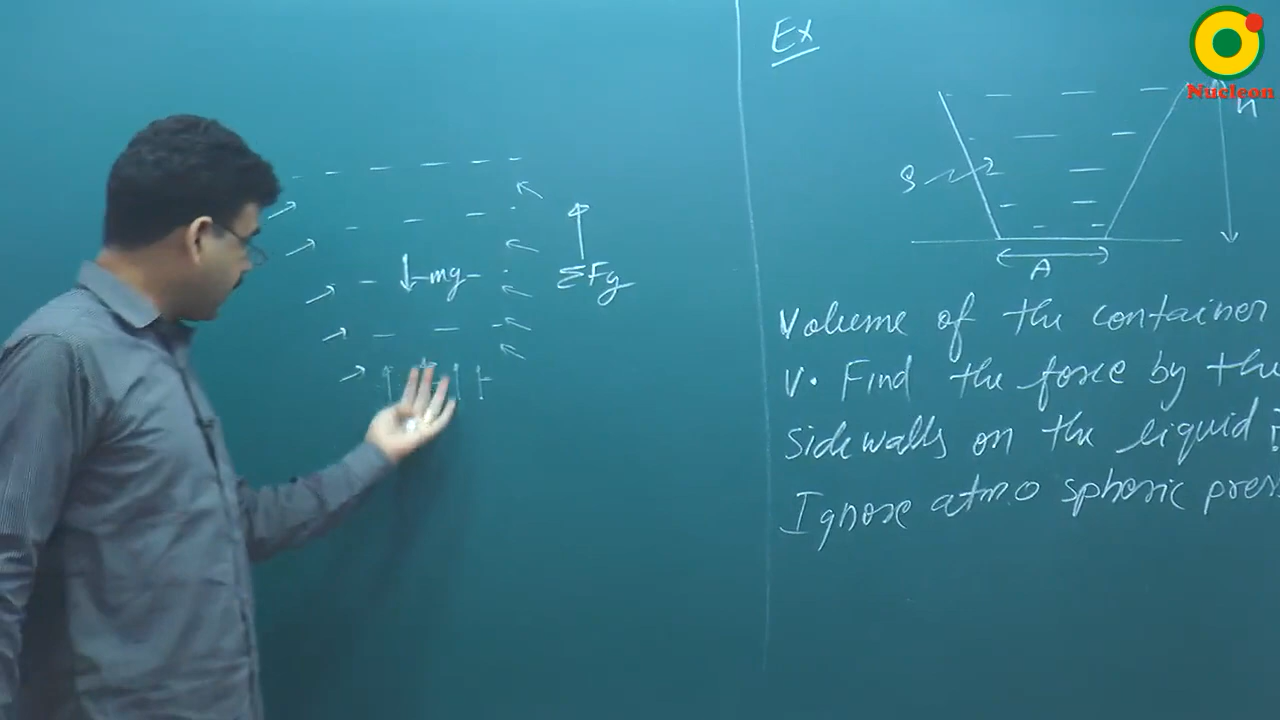 Ex
Nucleon
h
S
A
mg
ΣFy
Volume of the container
V. Find the force by the
sidewalls on the liquid?
Ignore atmospheric pres